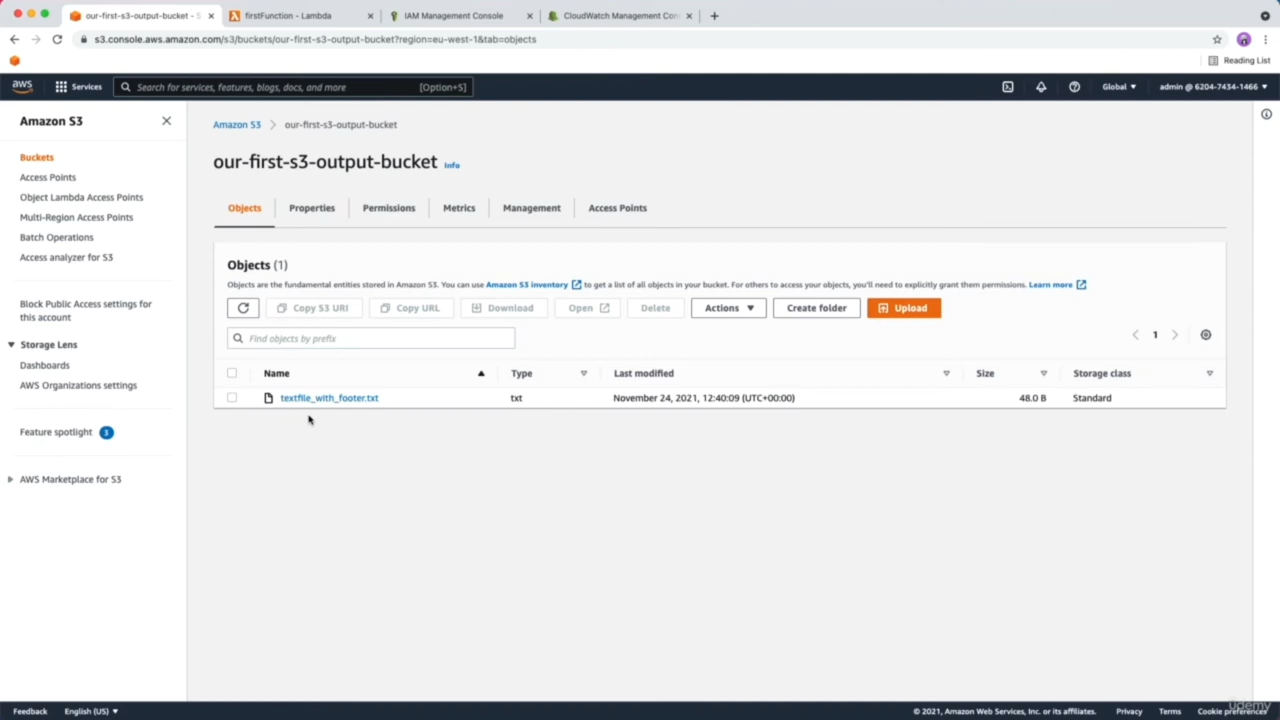 our-first-s3-output-bucket - S
firstFunction - Lambda
IAM Management Console
CloudWatch Management Con
s3.console.aws.amazon.com/s3/buckets/our-first-s3-output-bucket?region=eu-west-1&tab=objects
Reading List
aws Services Search for services, features, blogs, docs, and more [Option+S] Global ▼ admin @ 6204-7434-1466 ▼
Amazon S3
Buckets
Access Points
Object Lambda Access Points
Multi-Region Access Points
Batch Operations
Access analyzer for S3
Block Public Access settings for
this account
Storage Lens
Dashboards
AWS Organizations settings
Feature spotlight 3
AWS Marketplace for S3
Amazon S3 > our-first-s3-output-bucket
our-first-s3-output-bucket Info
Objects Properties Permissions Metrics Management Access Points
Objects (1)
Objects are the fundamental entities stored in Amazon S3. You can use Amazon S3 inventory to get a list of all objects in your bucket. For others to access your objects, you'll need to explicitly grant them permissions. Learn more
Copy S3 URI Copy URL Download Open Delete Actions ▼ Create folder Upload
Find objects by prefix 1
Name Type Last modified Size Storage class
textfile_with_footer.txt txt November 24, 2021, 12:40:09 (UTC+00:00) 48.0 B Standard
Feedback English (US) ▼ © 2021, Amazon Web Services, Inc. or its affiliates. Privacy Terms Cookie preferences
udemy